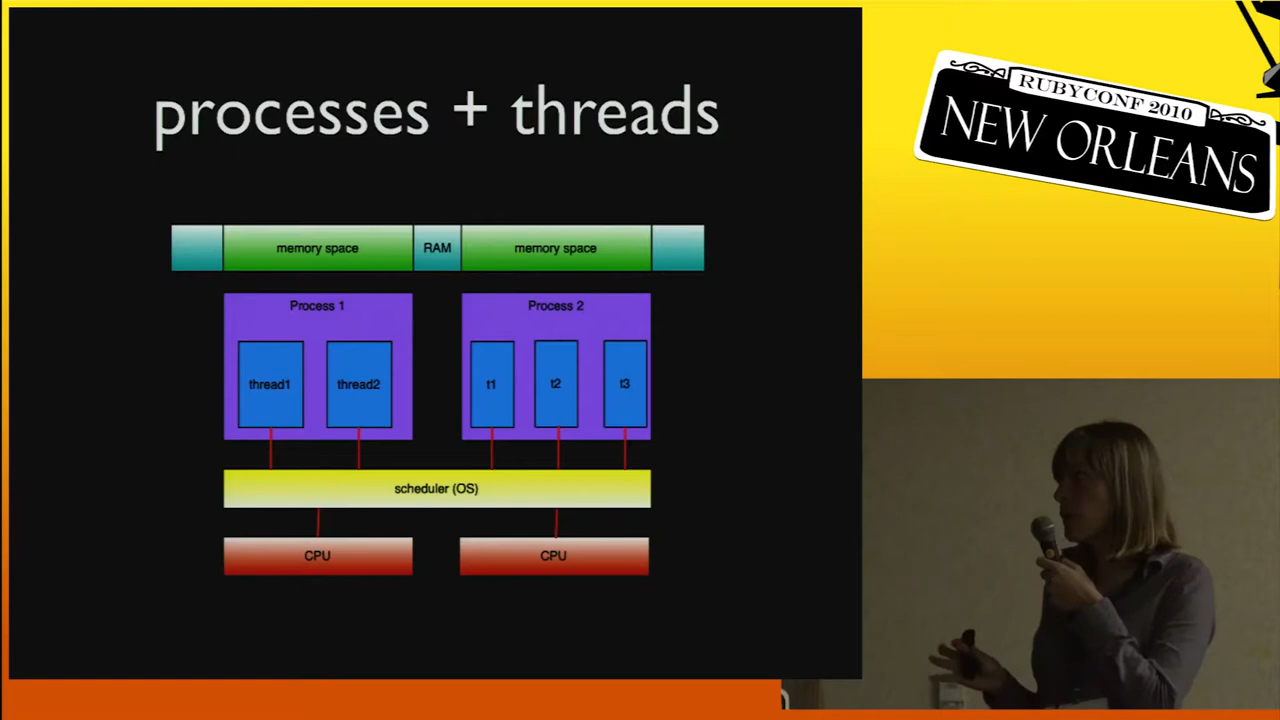 processes + threads
memory space RAM memory space
Process 1 Process 2
thread1 thread2 t1 t2 t3
scheduler (OS)
CPU CPU
RUBYCONF 2010
NEW ORLEANS